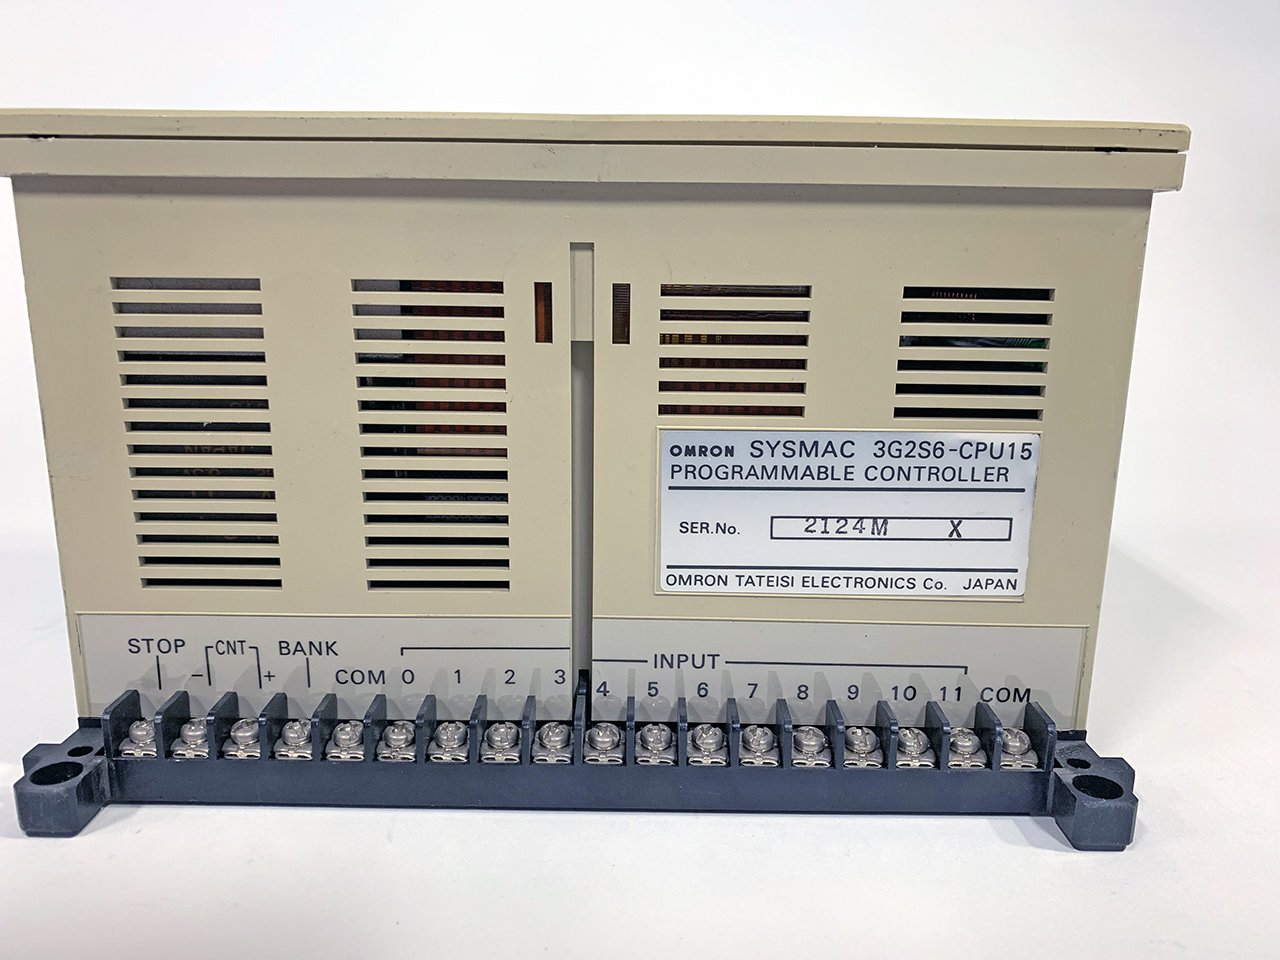 OMRON SYSMAC 3G2S6-CPU15
PROGRAMMABLE CONTROLLER
SER.No. 2124M X
OMRON TATEISI ELECTRONICS Co. JAPAN
STOP CNT BANK INPUT
- + COM 0 1 2 3 4 5 6 7 8 9 10 11 COM